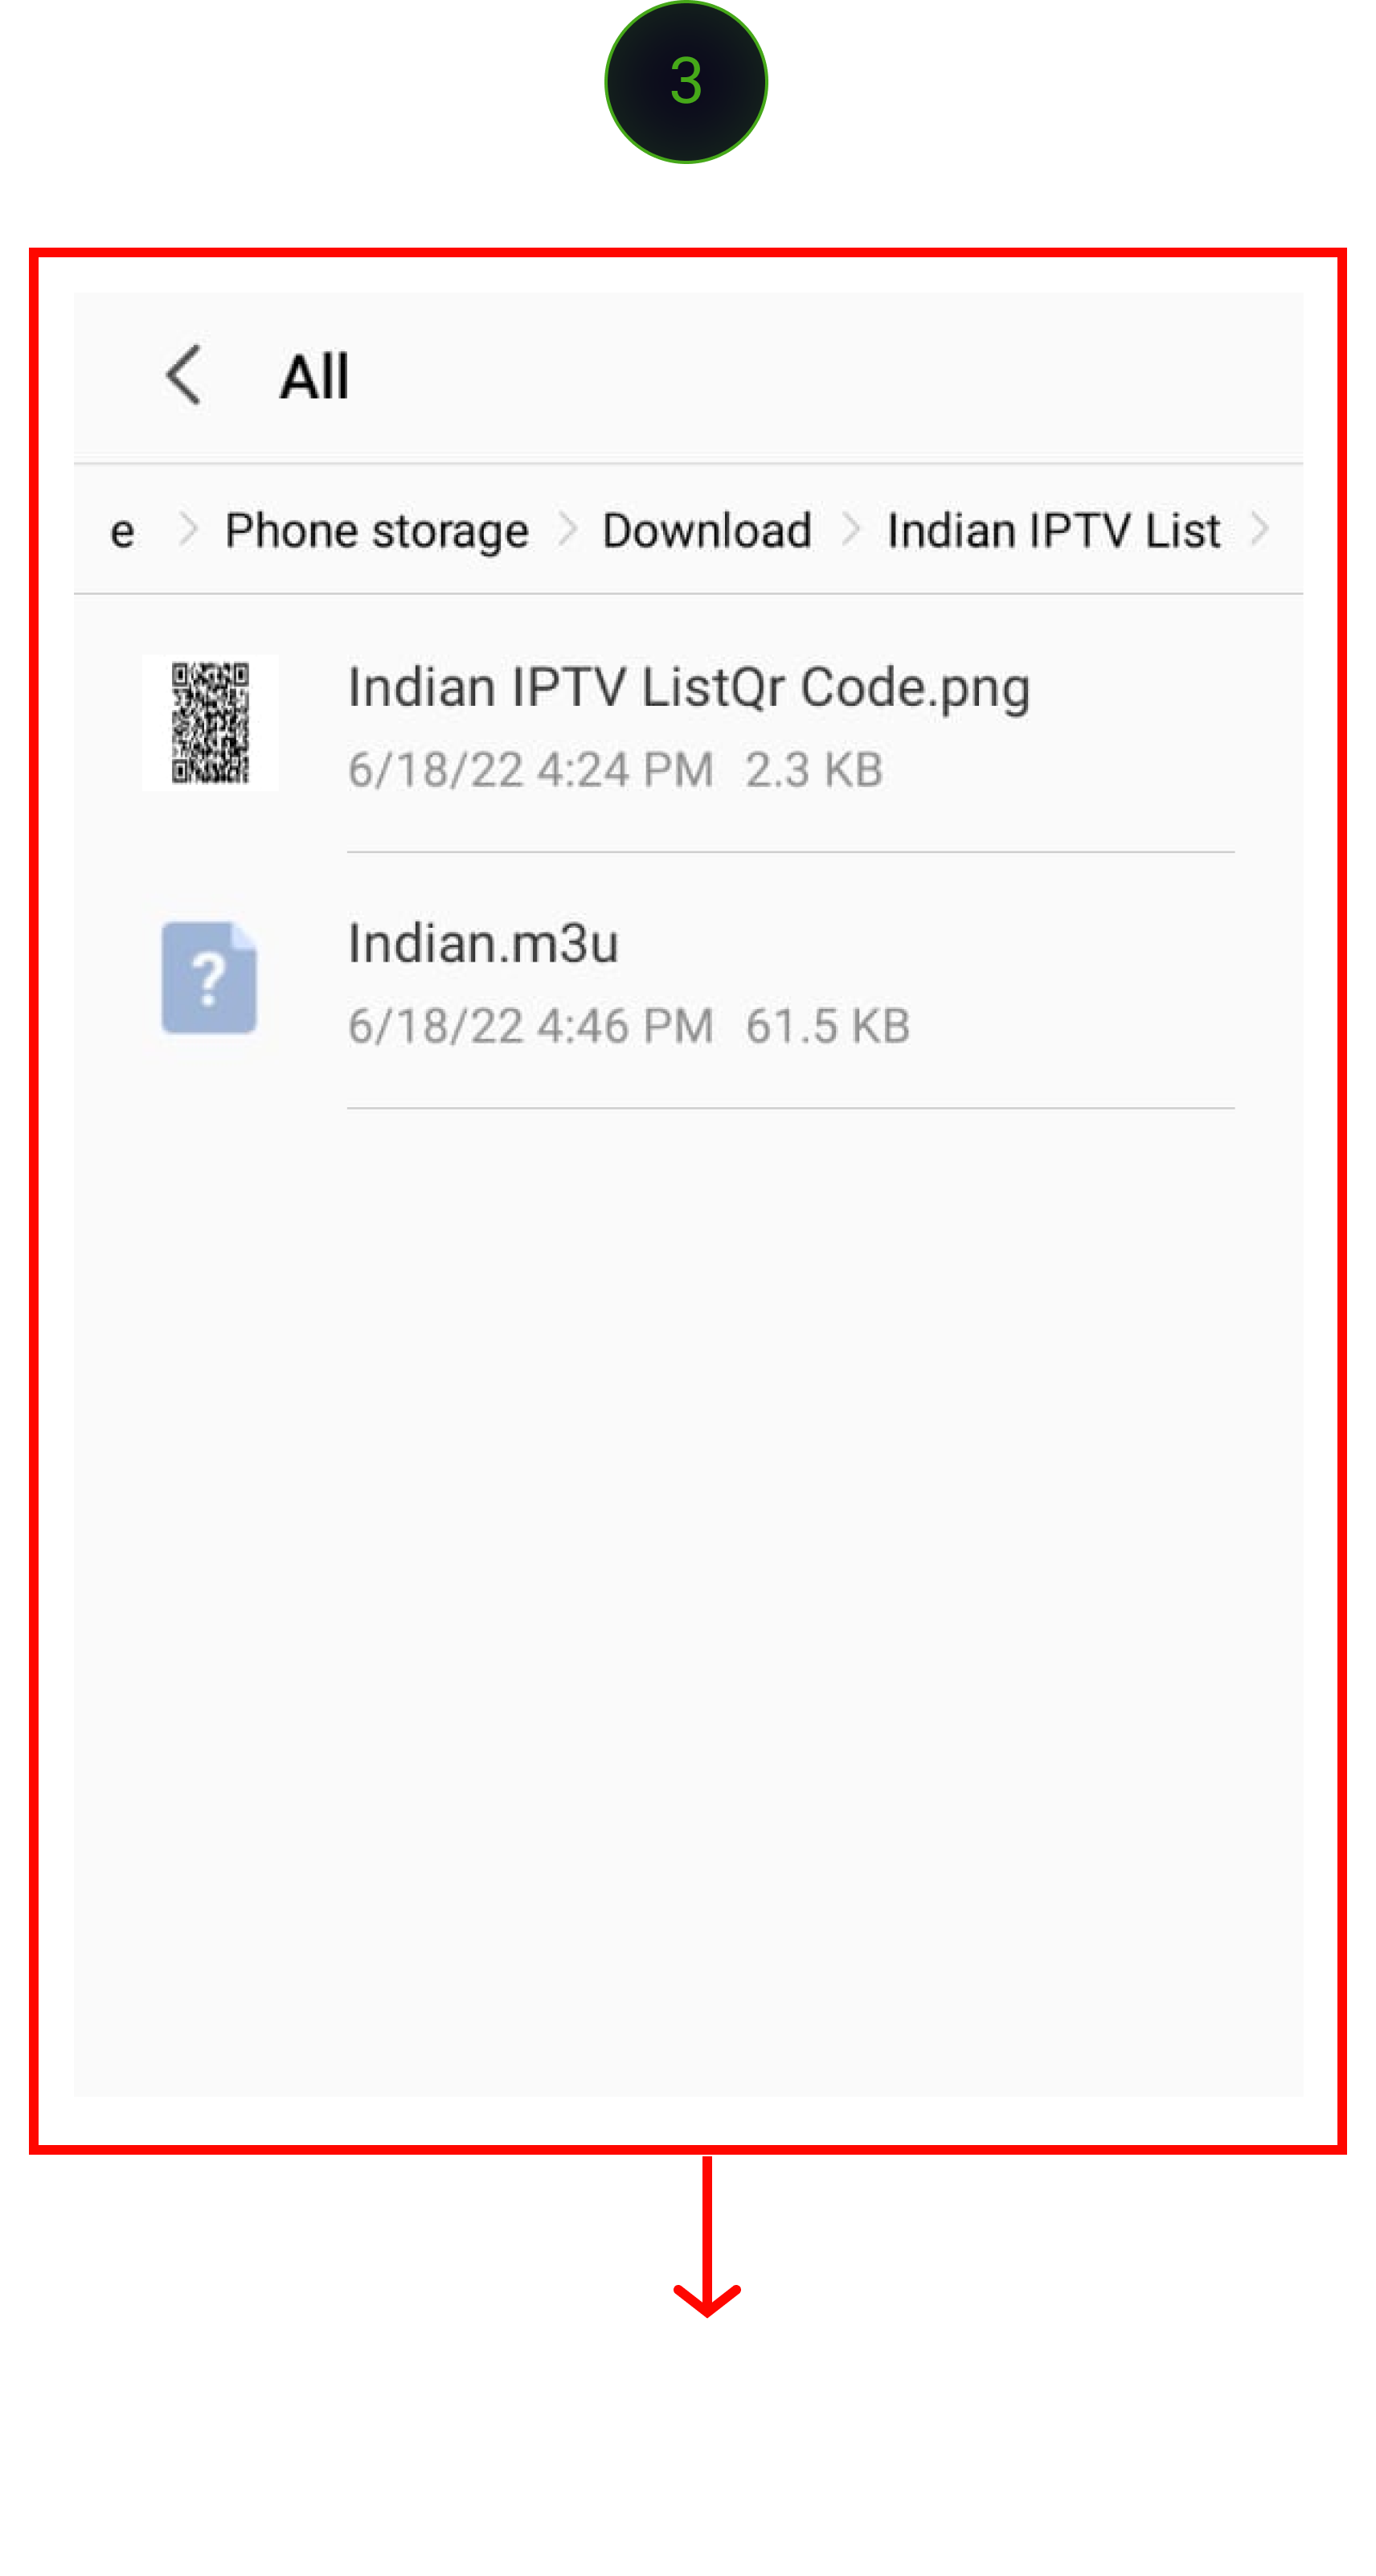 3
All
e > Phone storage > Download > Indian IPTV List >
Indian IPTV ListQr Code.png
6/18/22 4:24 PM 2.3 KB
?
Indian.m3u
6/18/22 4:46 PM 61.5 KB